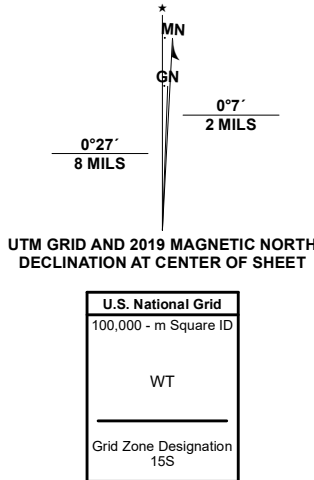 MN
GN
0°7´
2 MILS
0°27´
8 MILS
UTM GRID AND 2019 MAGNETIC NORTH
DECLINATION AT CENTER OF SHEET
U.S. National Grid
100,000 - m Square ID
WT
Grid Zone Designation
15S